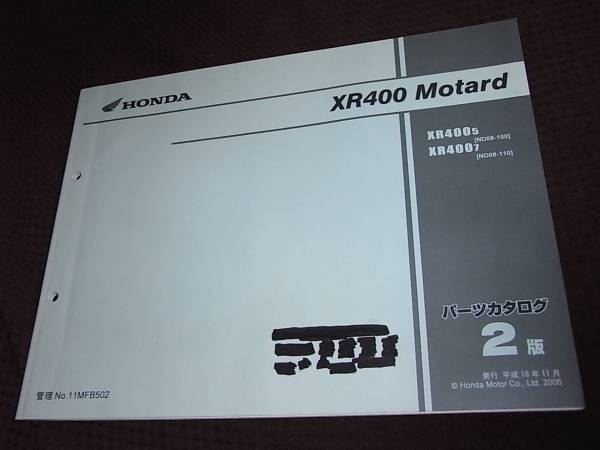 HONDA
XR400 Motard
XR4005
[ND08-100]
XR4007
[ND08-110]
パーツカタログ
2版
発行 平成18年11月
© Honda Motor Co., Ltd. 2006
管理 No.11MFB502